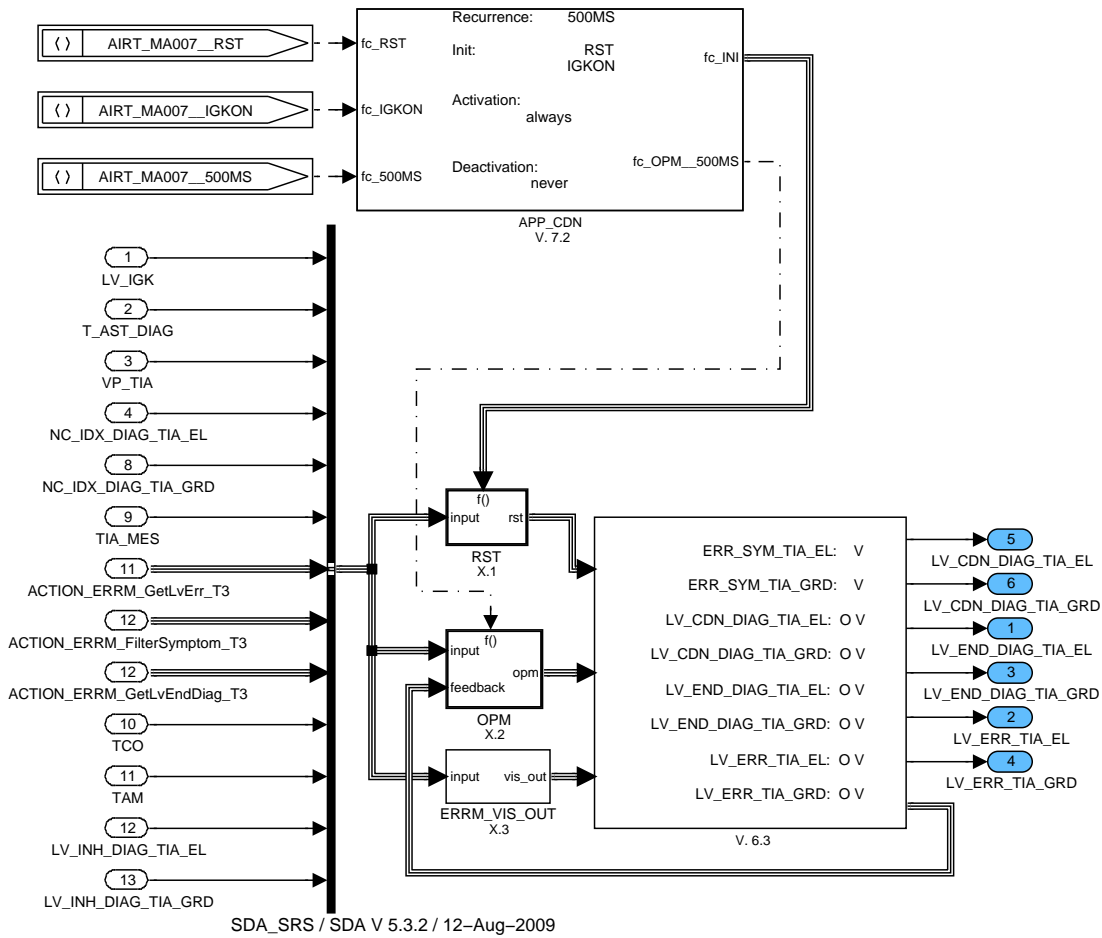 Recurrence: 500MS
Init: RST
IGKON
Activation:
always
Deactivation:
never
⟨ ⟩ AIRT_MA007__RST
⟨ ⟩ AIRT_MA007__IGKON
⟨ ⟩ AIRT_MA007__500MS
fc_RST
fc_IGKON
fc_500MS
fc_INI
fc_OPM__500MS
APP_CDN
V. 7.2
1
LV_IGK
2
T_AST_DIAG
3
VP_TIA
4
NC_IDX_DIAG_TIA_EL
8
NC_IDX_DIAG_TIA_GRD
9
TIA_MES
11
ACTION_ERRM_GetLvErr_T3
12
ACTION_ERRM_FilterSymptom_T3
12
ACTION_ERRM_GetLvEndDiag_T3
10
TCO
11
TAM
12
LV_INH_DIAG_TIA_EL
13
LV_INH_DIAG_TIA_GRD
f()
input rst
RST
X.1
f()
input
opm
feedback
OPM
X.2
input vis_out
ERRM_VIS_OUT
X.3
ERR_SYM_TIA_EL: V
ERR_SYM_TIA_GRD: V
LV_CDN_DIAG_TIA_EL: O V
LV_CDN_DIAG_TIA_GRD: O V
LV_END_DIAG_TIA_EL: O V
LV_END_DIAG_TIA_GRD: O V
LV_ERR_TIA_EL: O V
LV_ERR_TIA_GRD: O V
V. 6.3
5
LV_CDN_DIAG_TIA_EL
6
LV_CDN_DIAG_TIA_GRD
1
LV_END_DIAG_TIA_EL
3
LV_END_DIAG_TIA_GRD
2
LV_ERR_TIA_EL
4
LV_ERR_TIA_GRD
SDA_SRS / SDA V 5.3.2 / 12–Aug–2009